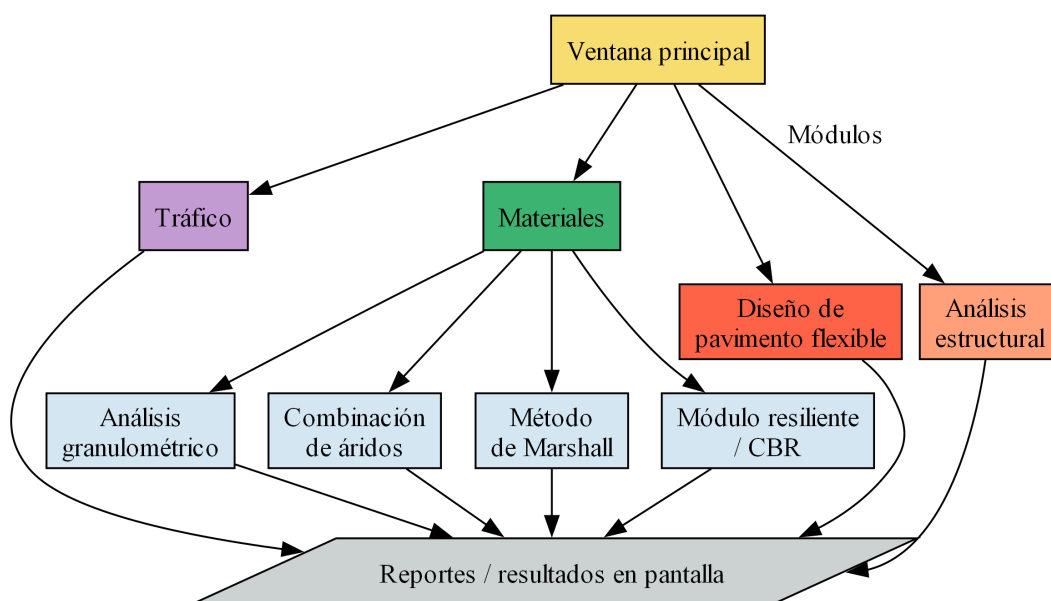 Ventana principal
Módulos
Tráfico
Materiales
Diseño de
pavimento flexible
Análisis
estructural
Análisis
granulométrico
Combinación
de áridos
Método
de Marshall
Módulo resiliente
/ CBR
Reportes / resultados en pantalla